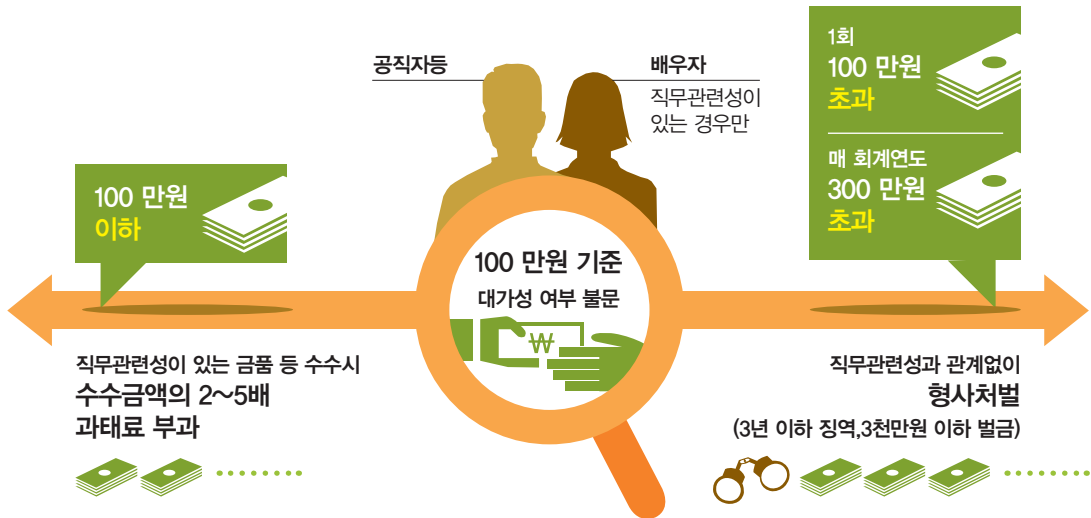 공직자등
배우자
직무관련성이
있는 경우만
1회
100 만원
초과
매 회계연도
300 만원
초과
100 만원
이하
100 만원 기준
대가성 여부 불문
₩
직무관련성이 있는 금품 등 수수시
수수금액의 2~5배
과태료 부과
직무관련성과 관계없이
형사처벌
(3년 이하 징역,3천만원 이하 벌금)